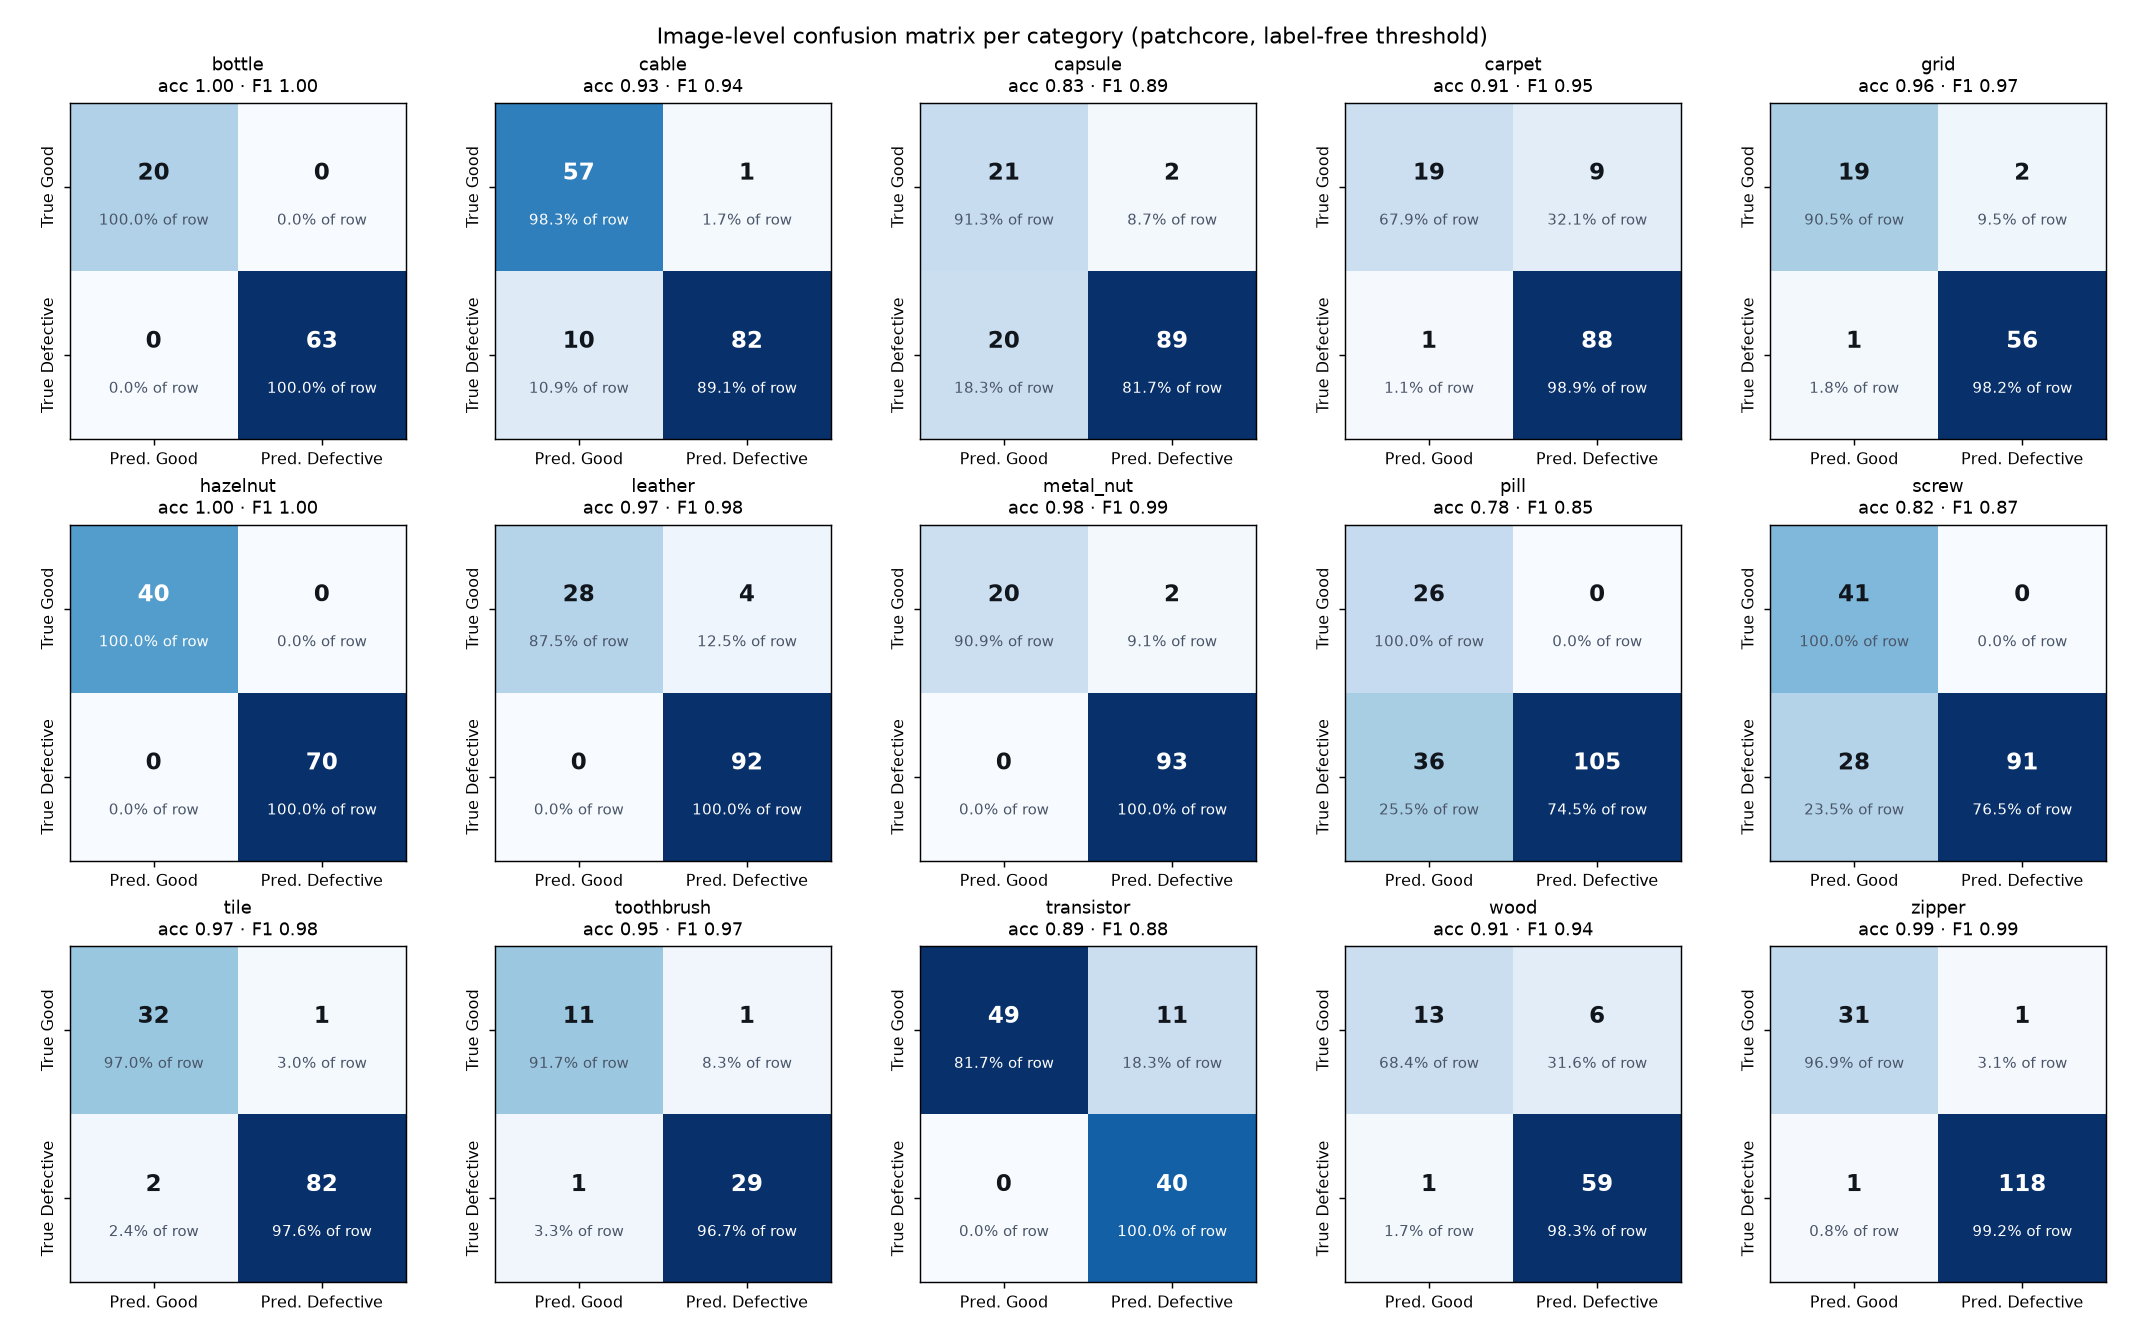 Image-level confusion matrix per category (patchcore, label-free threshold)
bottle
acc 1.00 · F1 1.00
True Good
20
0
100.0% of row
0.0% of row
True Defective
0
63
0.0% of row
100.0% of row
Pred. Good
Pred. Defective
cable
acc 0.93 · F1 0.94
True Good
57
1
98.3% of row
1.7% of row
True Defective
10
82
10.9% of row
89.1% of row
Pred. Good
Pred. Defective
capsule
acc 0.83 · F1 0.89
True Good
21
2
91.3% of row
8.7% of row
True Defective
20
89
18.3% of row
81.7% of row
Pred. Good
Pred. Defective
carpet
acc 0.91 · F1 0.95
True Good
19
9
67.9% of row
32.1% of row
True Defective
1
88
1.1% of row
98.9% of row
Pred. Good
Pred. Defective
grid
acc 0.96 · F1 0.97
True Good
19
2
90.5% of row
9.5% of row
True Defective
1
56
1.8% of row
98.2% of row
Pred. Good
Pred. Defective
hazelnut
acc 1.00 · F1 1.00
True Good
40
0
100.0% of row
0.0% of row
True Defective
0
70
0.0% of row
100.0% of row
Pred. Good
Pred. Defective
leather
acc 0.97 · F1 0.98
True Good
28
4
87.5% of row
12.5% of row
True Defective
0
92
0.0% of row
100.0% of row
Pred. Good
Pred. Defective
metal_nut
acc 0.98 · F1 0.99
True Good
20
2
90.9% of row
9.1% of row
True Defective
0
93
0.0% of row
100.0% of row
Pred. Good
Pred. Defective
pill
acc 0.78 · F1 0.85
True Good
26
0
100.0% of row
0.0% of row
True Defective
36
105
25.5% of row
74.5% of row
Pred. Good
Pred. Defective
screw
acc 0.82 · F1 0.87
True Good
41
0
100.0% of row
0.0% of row
True Defective
28
91
23.5% of row
76.5% of row
Pred. Good
Pred. Defective
tile
acc 0.97 · F1 0.98
True Good
32
1
97.0% of row
3.0% of row
True Defective
2
82
2.4% of row
97.6% of row
Pred. Good
Pred. Defective
toothbrush
acc 0.95 · F1 0.97
True Good
11
1
91.7% of row
8.3% of row
True Defective
1
29
3.3% of row
96.7% of row
Pred. Good
Pred. Defective
transistor
acc 0.89 · F1 0.88
True Good
49
11
81.7% of row
18.3% of row
True Defective
0
40
0.0% of row
100.0% of row
Pred. Good
Pred. Defective
wood
acc 0.91 · F1 0.94
True Good
13
6
68.4% of row
31.6% of row
True Defective
1
59
1.7% of row
98.3% of row
Pred. Good
Pred. Defective
zipper
acc 0.99 · F1 0.99
True Good
31
1
96.9% of row
3.1% of row
True Defective
1
118
0.8% of row
99.2% of row
Pred. Good
Pred. Defective